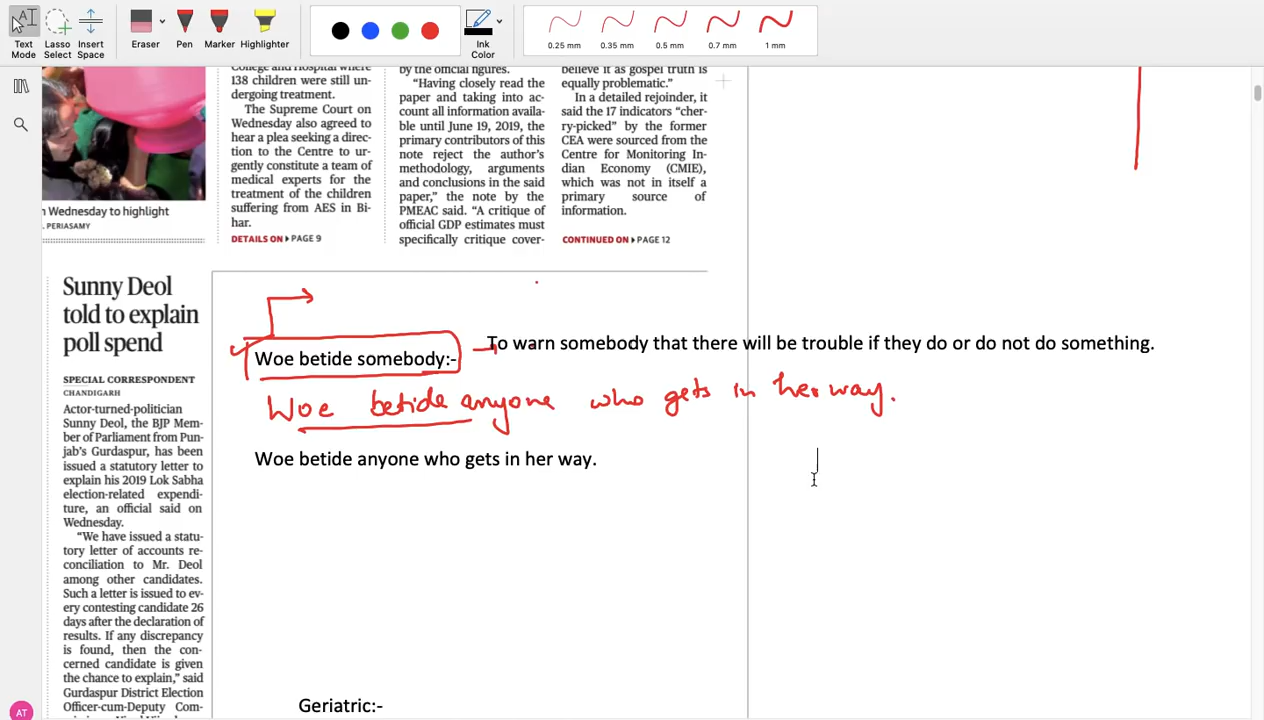 Text
Mode
Lasso
Select
Insert
Space
Eraser
Pen
Marker
Highlighter
Ink
Color
0.25 mm
0.35 mm
0.5 mm
0.7 mm
1 mm
n Wednesday to highlight
. PERIASAMY
College and Hospital where
138 children were still un-
dergoing treatment.
The Supreme Court on
Wednesday also agreed to
hear a plea seeking a direc-
tion to the Centre to ur-
gently constitute a team of
medical experts for the
treatment of the children
suffering from AES in Bi-
har.
DETAILS ON PAGE 9
by the official figures.
"Having closely read the
paper and taking into ac-
count all information availa-
ble until June 19, 2019, the
primary contributors of this
note reject the author's
methodology, arguments
and conclusions in the said
paper," the note by the
PMEAC said. "A critique of
official GDP estimates must
specifically critique cover-
believe it as gospel truth is
equally problematic."
In a detailed rejoinder, it
said the 17 indicators "cher-
ry-picked" by the former
CEA were sourced from the
Centre for Monitoring In-
dian Economy (CMIE),
which was not in itself a
primary source of
information.
CONTINUED ON PAGE 12
Sunny Deol
told to explain
poll spend
SPECIAL CORRESPONDENT
CHANDIGARH
Actor-turned-politician
Sunny Deol, the BJP Mem-
ber of Parliament from Pun-
jab's Gurdaspur, has been
issued a statutory letter to
explain his 2019 Lok Sabha
election-related expendi-
ture, an official said on
Wednesday.
"We have issued a statu-
tory letter of accounts re-
conciliation to Mr. Deol
among other candidates.
Such a letter is issued to ev-
ery contesting candidate 26
days after the declaration of
results. If any discrepancy
is found, then the con-
cerned candidate is given
the chance to explain," said
Gurdaspur District Election
Officer-cum-Deputy Com-
Woe betide somebody:-
To warn somebody that there will be trouble if they do or do not do something.
Woe betide anyone who gets in her way.
Woe betide anyone who gets in her way.
Geriatric:-
AT